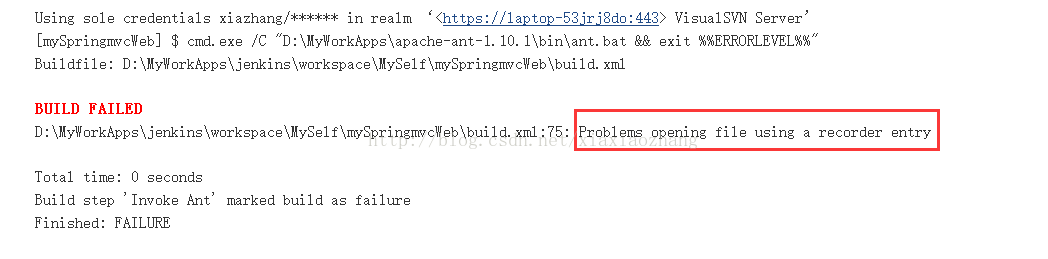 Using sole credentials xiazhang/****** in realm ‘<https://laptop-53jrj8do:443> VisualSVN Server’
[mySpringmvcWeb] $ cmd.exe /C "D:\MyWorkApps\apache-ant-1.10.1\bin\ant.bat && exit %%ERRORLEVEL%%"
Buildfile: D:\MyWorkApps\jenkins\workspace\MySelf\mySpringmvcWeb\build.xml
BUILD FAILED
D:\MyWorkApps\jenkins\workspace\MySelf\mySpringmvcWeb\build.xml:75: Problems opening file using a recorder entry
http://blog.csdn.net/xiaxiaozhang
Total time: 0 seconds
Build step 'Invoke Ant' marked build as failure
Finished: FAILURE